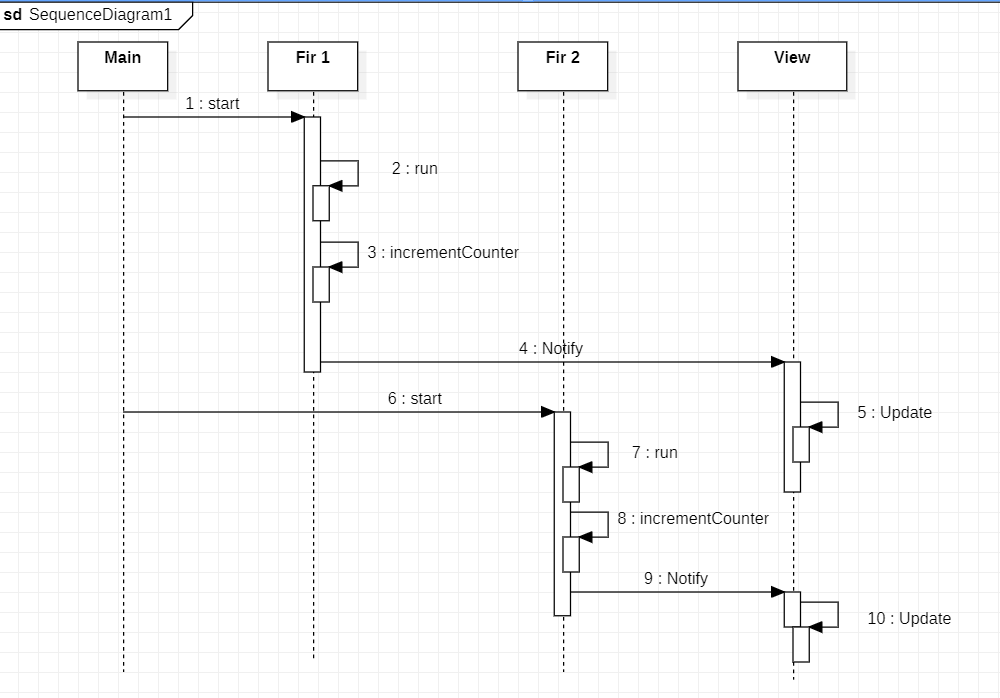 sd SequenceDiagram1
Main
Fir 1
Fir 2
View
1 : start
2 : run
3 : incrementCounter
4 : Notify
6 : start
5 : Update
7 : run
8 : incrementCounter
9 : Notify
10 : Update